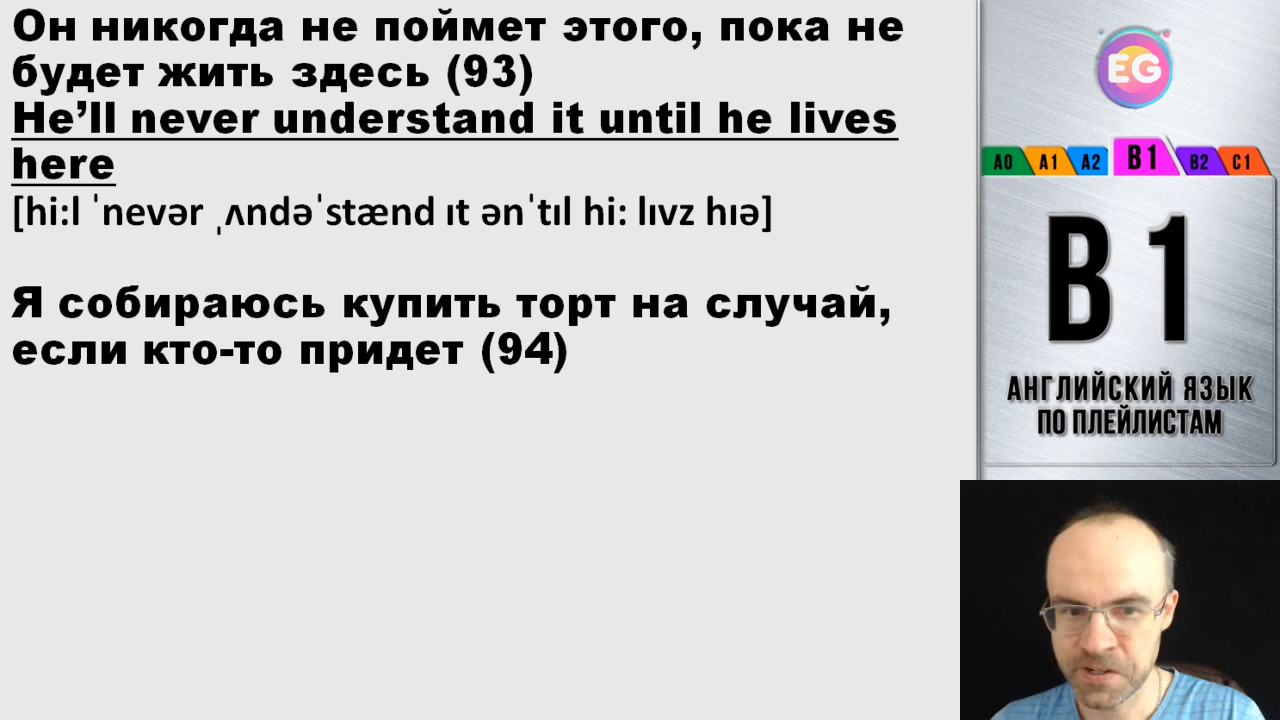 Он никогда не поймет этого, пока не
будет жить здесь (93)
He’ll never understand it until he lives
here
[hi:l ˈnevər ˌʌndəˈstænd ɪt ənˈtɪl hi: lɪvz hɪə]
Я собираюсь купить торт на случай,
если кто-то придет (94)
EG
A0 A1 A2 B1 B2 C1
B1
АНГЛИЙСКИЙ ЯЗЫК
ПО ПЛЕЙЛИСТАМ